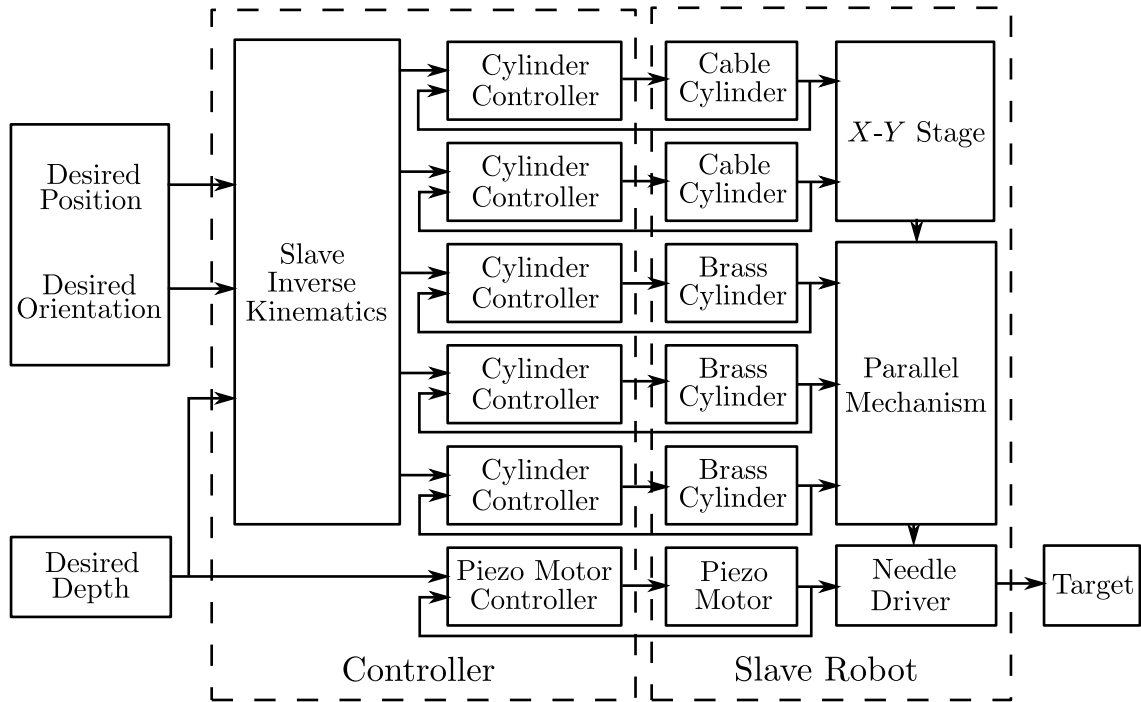 Desired
Position
Desired
Orientation
Desired
Depth
Slave
Inverse
Kinematics
Cylinder
Controller
Cylinder
Controller
Cylinder
Controller
Cylinder
Controller
Cylinder
Controller
Piezo Motor
Controller
Controller
Cable
Cylinder
Cable
Cylinder
Brass
Cylinder
Brass
Cylinder
Brass
Cylinder
Piezo
Motor
X-Y Stage
Parallel
Mechanism
Needle
Driver
Slave Robot
Target